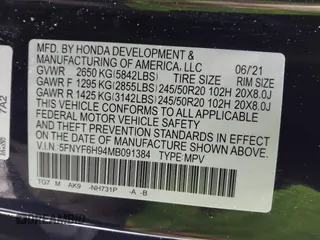 MFD. BY HONDA DEVELOPMENT &
MANUFACTURING OF AMERICA, LLC 06/21
GVWR 2650 KG(5842LBS) TIRE SIZE RIM SIZE
GAWR F 1295 KG(2855LBS) 245/50R20 102H 20X8.0J
GAWR R 1425 KG(3142LBS) 245/50R20 102H 20X8.0J
THIS VEHICLE CONFORMS TO ALL APPLICABLE
FEDERAL MOTOR VEHICLE SAFETY AND
THEFT PREVENTION STANDARDS IN EFFECT
ON THE DATE OF MANUFACTURE SHOWN ABOVE.
V.I.N. 5FNYF6H94MB091384 TYPE:MPV
TG7 M AK9 -NH731P -A -B
7A2